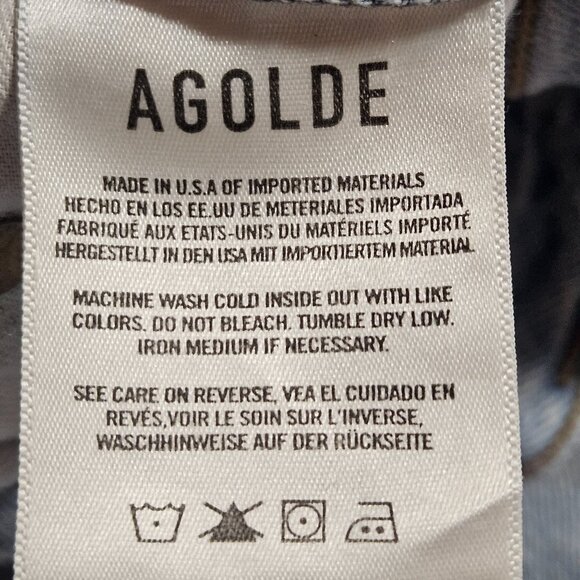 AGOLDE
MADE IN U.S.A OF IMPORTED MATERIALS
HECHO EN LOS EE.UU DE METERIALES IMPORTADA
FABRIQUÉ AUX ETATS-UNIS DU MATÉRIELS IMPORTÉ
HERGESTELLT IN DEN USA MIT IMPORTIERTEM MATERIAL
MACHINE WASH COLD INSIDE OUT WITH LIKE
COLORS. DO NOT BLEACH. TUMBLE DRY LOW.
IRON MEDIUM IF NECESSARY.
SEE CARE ON REVERSE, VEA EL CUIDADO EN
REVÉS,VOIR LE SOIN SUR L'INVERSE,
WASCHHINWEISE AUF DER RÜCKSEITE